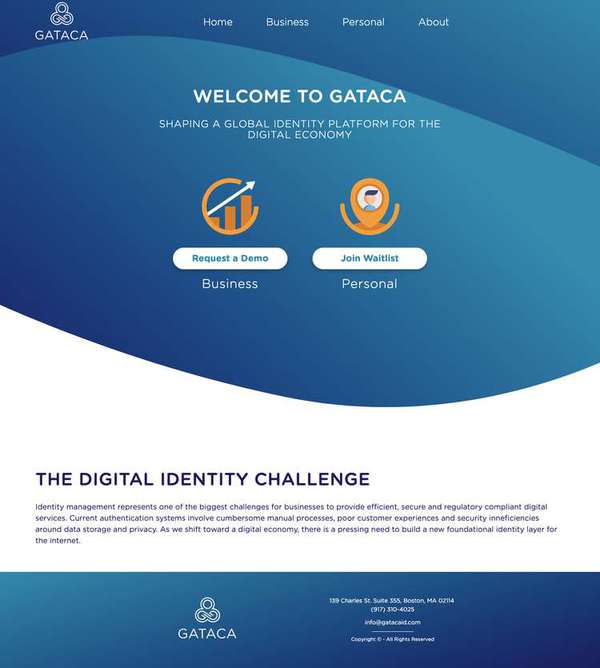 GATACA
Home Business Personal About
WELCOME TO GATACA
SHAPING A GLOBAL IDENTITY PLATFORM FOR THE
DIGITAL ECONOMY
Request a Demo
Join Waitlist
Business
Personal
THE DIGITAL IDENTITY CHALLENGE
Identity management represents one of the biggest challenges for businesses to provide efficient, secure and regulatory compliant digital
services. Current authentication systems involve cumbersome manual processes, poor customer experiences and security inneficiencies
around data storage and privacy. As we shift toward a digital economy, there is a pressing need to build a new foundational identity layer for
the internet.
GATACA
139 Charles St. Suite 355, Boston, MA 02114
(917) 310-4025
info@gatacaid.com
Copyright © - All Rights Reserved